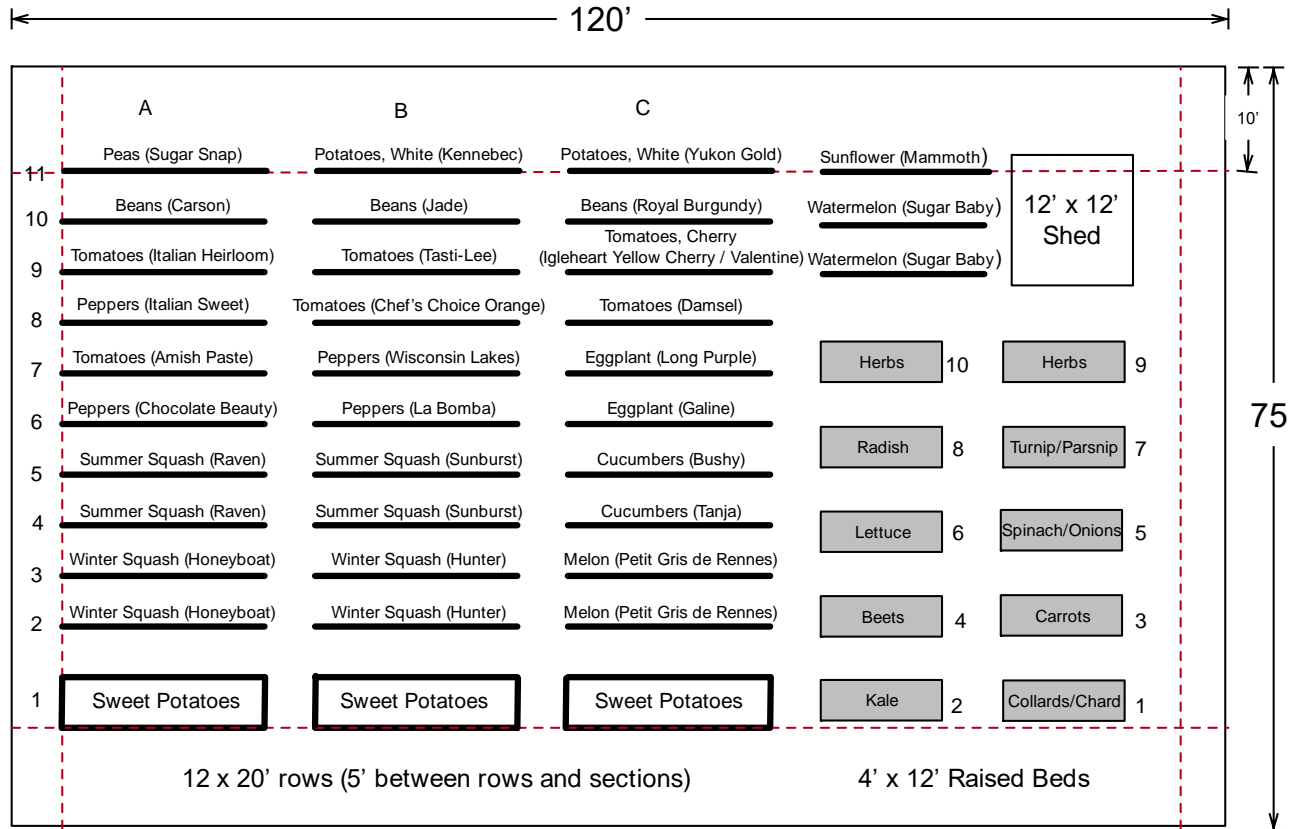 120’
10’
75
A
B
C
Peas (Sugar Snap)
Potatoes, White (Kennebec)
Potatoes, White (Yukon Gold)
Sunflower (Mammoth)
11
Beans (Carson)
Beans (Jade)
Beans (Royal Burgundy)
Watermelon (Sugar Baby)
12’ x 12’
Shed
10
Tomatoes (Italian Heirloom)
Tomatoes (Tasti-Lee)
Tomatoes, Cherry
(Igleheart Yellow Cherry / Valentine)
Watermelon (Sugar Baby)
9
Peppers (Italian Sweet)
Tomatoes (Chef’s Choice Orange)
Tomatoes (Damsel)
8
Tomatoes (Amish Paste)
Peppers (Wisconsin Lakes)
Eggplant (Long Purple)
7
Herbs
10
Herbs
9
Peppers (Chocolate Beauty)
Peppers (La Bomba)
Eggplant (Galine)
6
Summer Squash (Raven)
Summer Squash (Sunburst)
Cucumbers (Bushy)
5
Radish
8
Turnip/Parsnip
7
Summer Squash (Raven)
Summer Squash (Sunburst)
Cucumbers (Tanja)
4
Lettuce
6
Spinach/Onions
5
Winter Squash (Honeyboat)
Winter Squash (Hunter)
Melon (Petit Gris de Rennes)
3
Winter Squash (Honeyboat)
Winter Squash (Hunter)
Melon (Petit Gris de Rennes)
2
Beets
4
Carrots
3
1
Sweet Potatoes
Sweet Potatoes
Sweet Potatoes
Kale
2
Collards/Chard
1
12 x 20’ rows (5’ between rows and sections)
4’ x 12’ Raised Beds